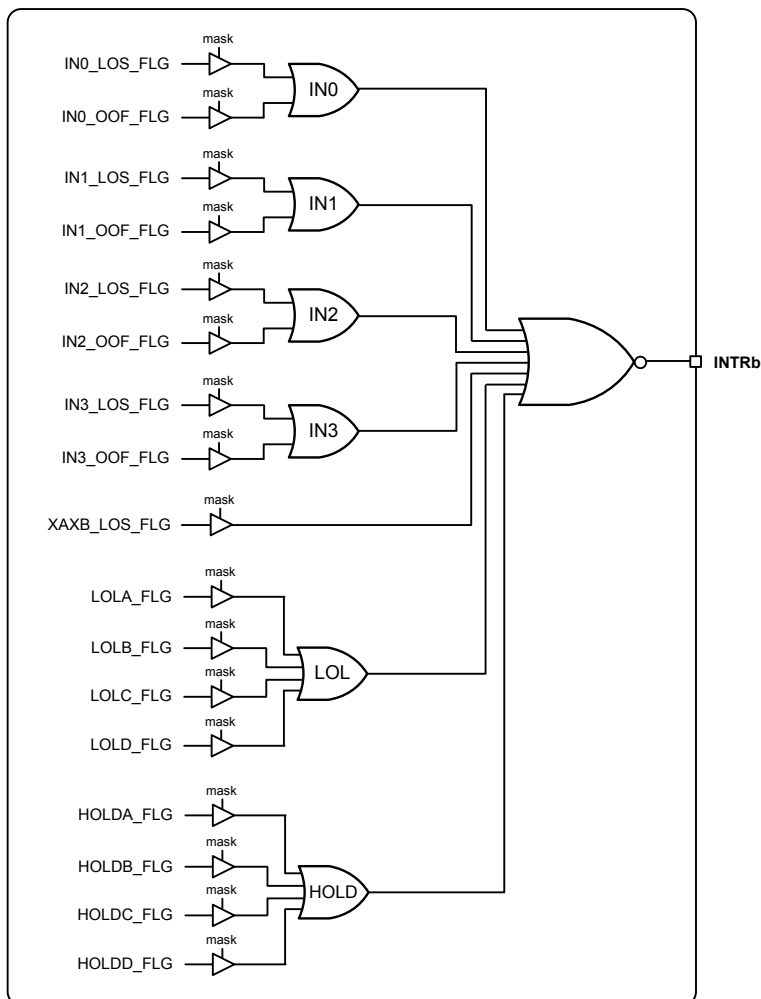 mask
IN0_LOS_FLG
mask
IN0_OOF_FLG
IN0
mask
IN1_LOS_FLG
mask
IN1_OOF_FLG
IN1
mask
IN2_LOS_FLG
mask
IN2_OOF_FLG
IN2
mask
IN3_LOS_FLG
mask
IN3_OOF_FLG
IN3
mask
XAXB_LOS_FLG
mask
LOLA_FLG
mask
LOLB_FLG
mask
LOLC_FLG
mask
LOLD_FLG
LOL
mask
HOLDA_FLG
mask
HOLDB_FLG
mask
HOLDC_FLG
mask
HOLDD_FLG
HOLD
INTRb